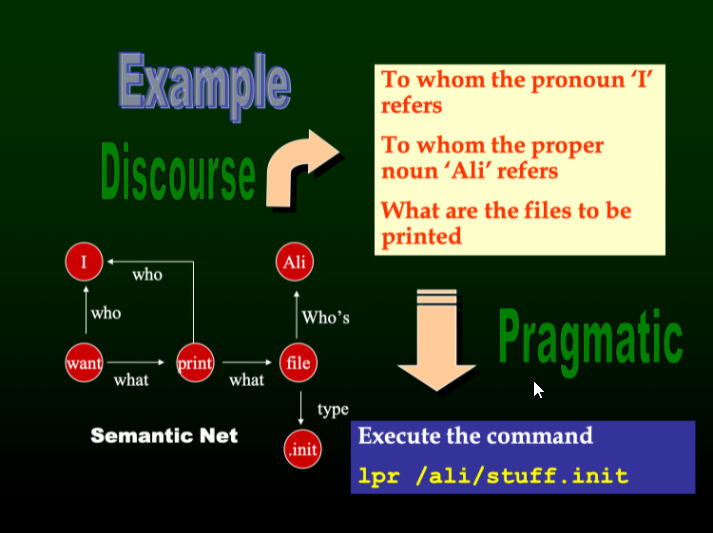 Example
Discourse
To whom the pronoun ‘I’
refers
To whom the proper
noun ‘Ali’ refers
What are the files to be
printed
I
who
Ali
who
Who’s
want
what
print
what
file
type
.init
Semantic Net
Pragmatic
Execute the command
lpr /ali/stuff.init